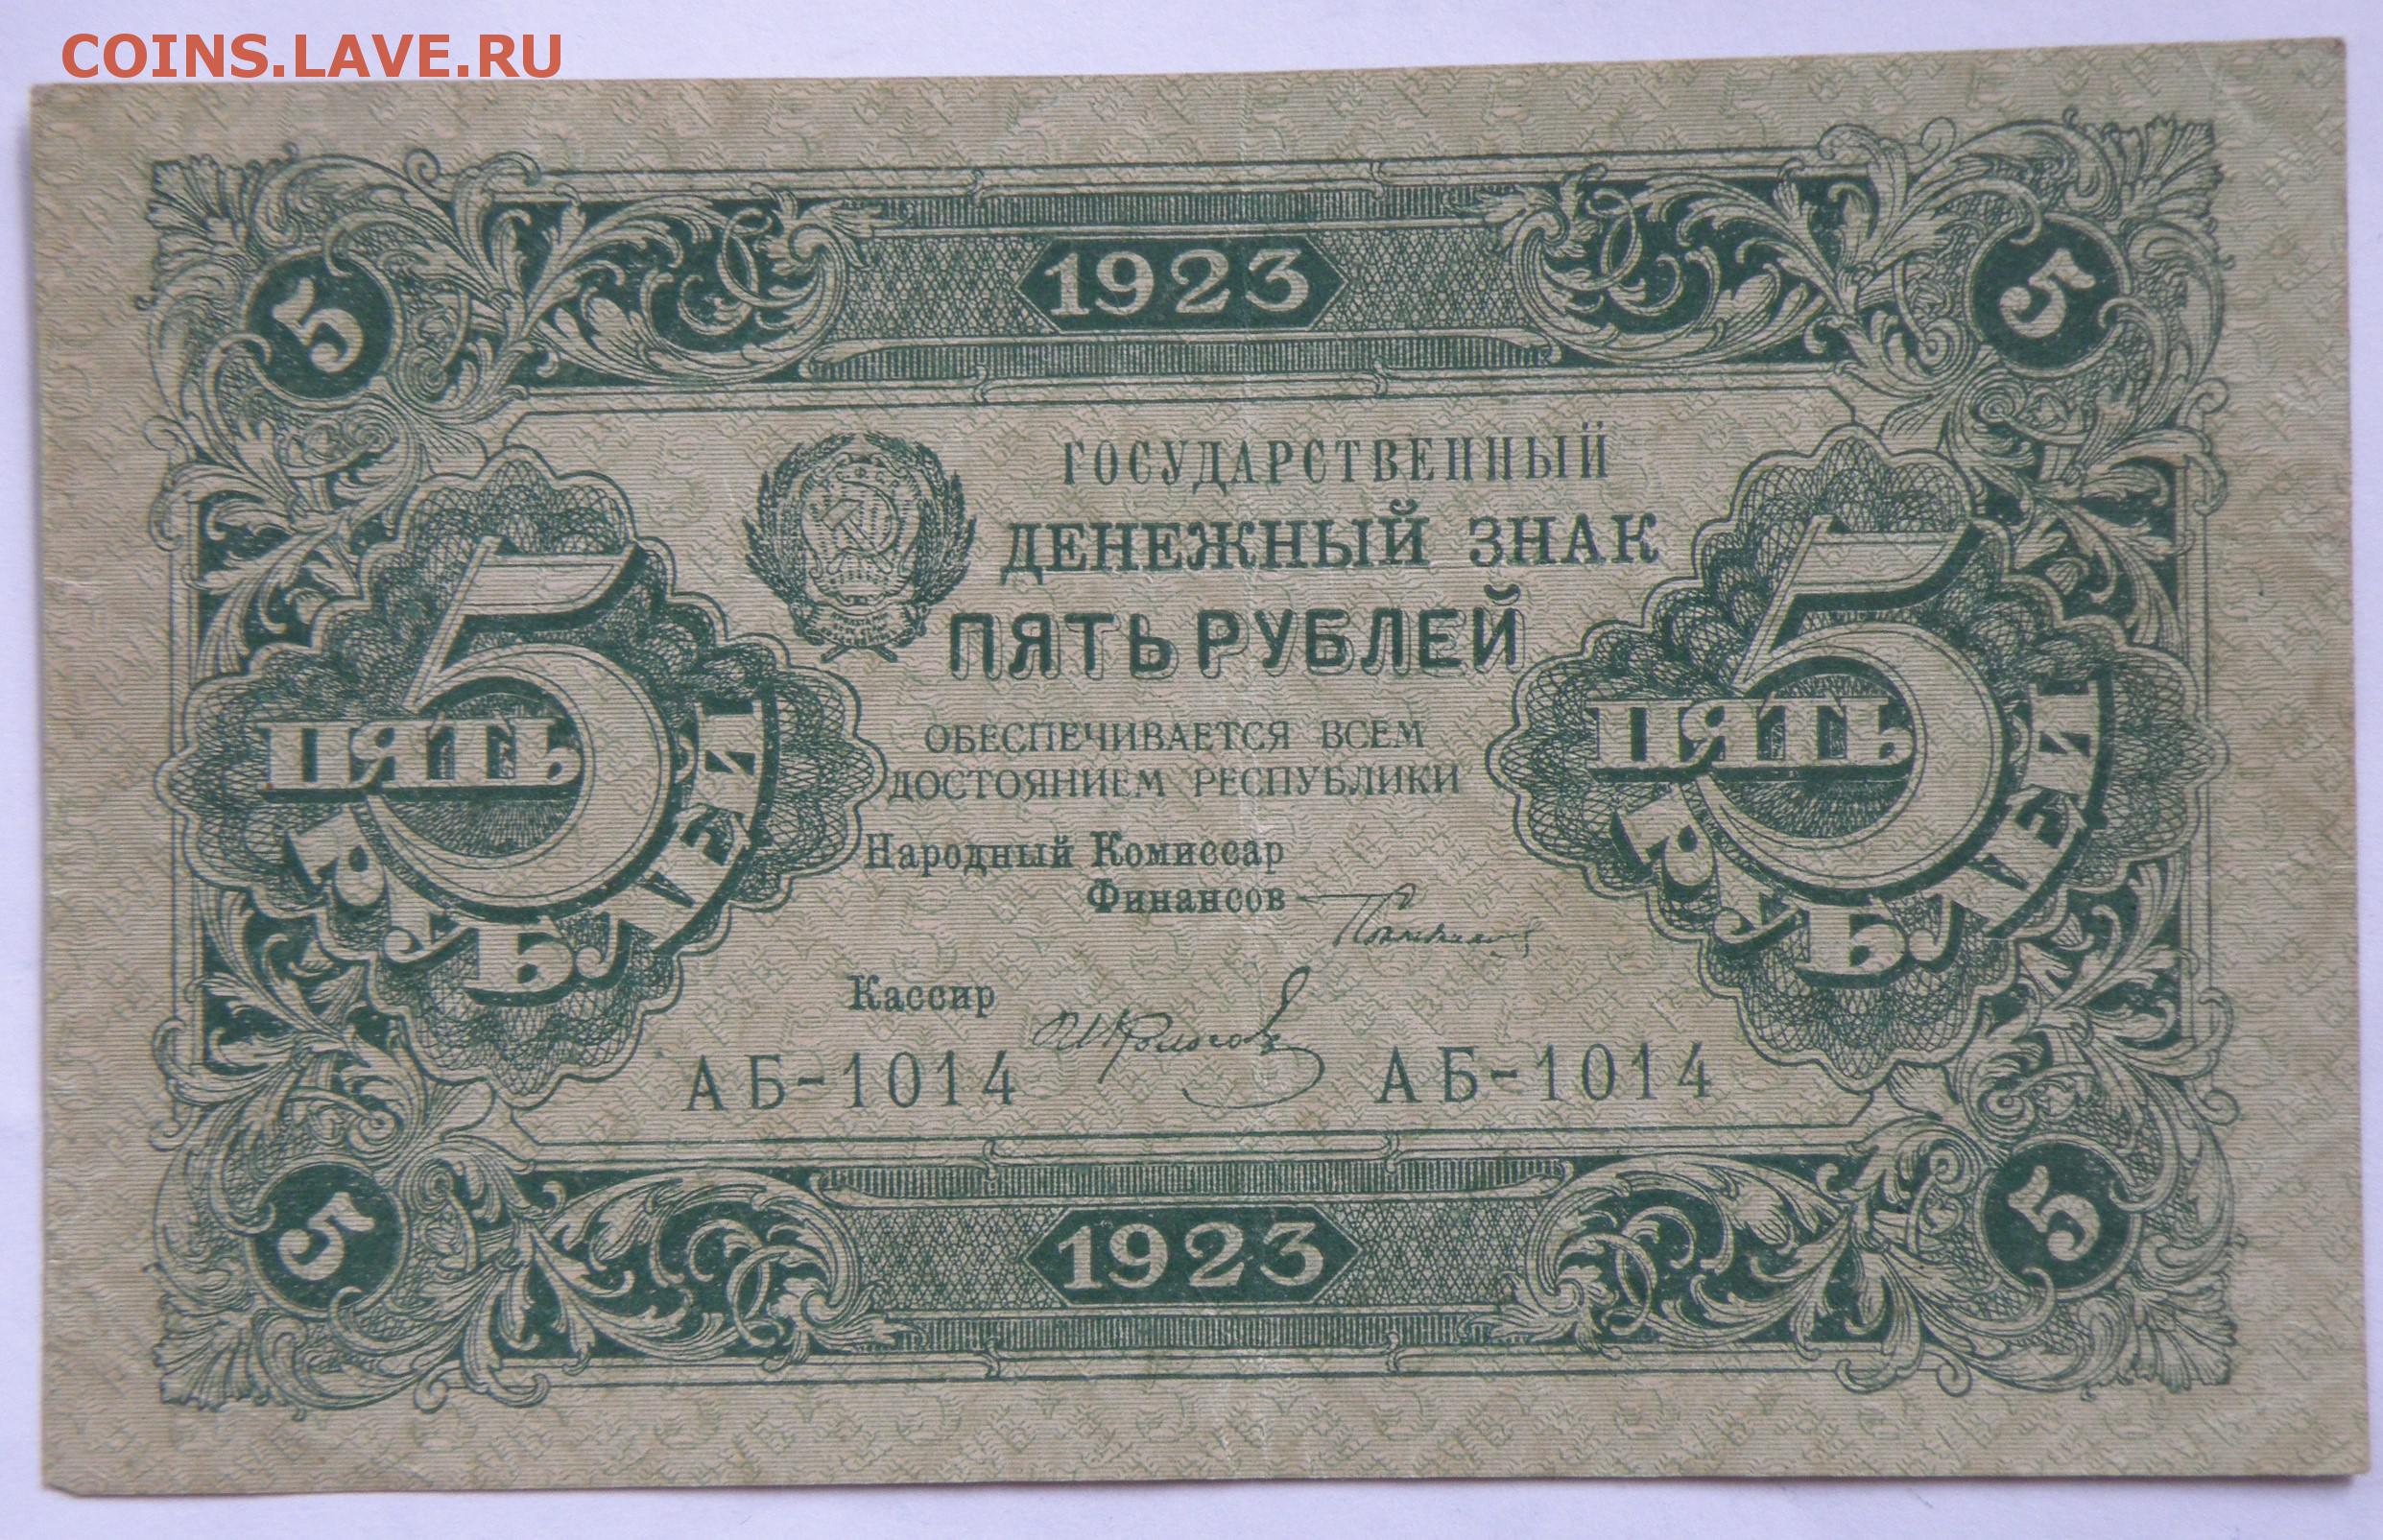 COINS.LAVE.RU
1923
5 5
ГОСУДАРСТВЕННЫЙ
ДЕНЕЖНЫЙ ЗНАК
ПЯТЬ РУБЛЕЙ
5 ПЯТЬ РУБЛЕЙ
5 ПЯТЬ РУБЛЕЙ
ОБЕСПЕЧИВАЕТСЯ ВСЕМ
ДОСТОЯНИЕМ РЕСПУБЛИКИ
Народный Комиссар
Финансов
Кассир
АБ-1014 АБ-1014
5 5
1923